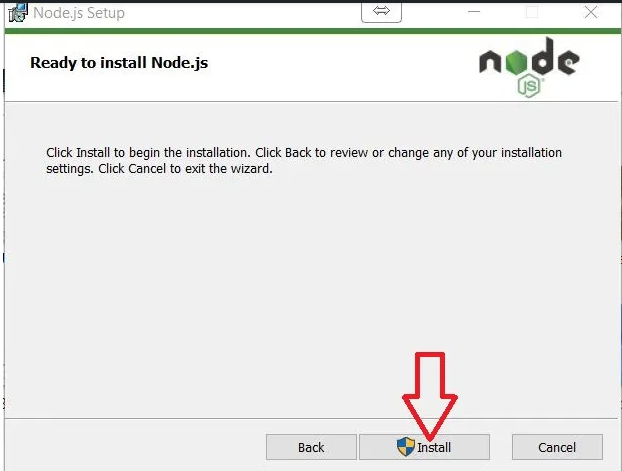 Node.js Setup
Ready to install Node.js
node
JS
Click Install to begin the installation. Click Back to review or change any of your installation
settings. Click Cancel to exit the wizard.
Back Install Cancel